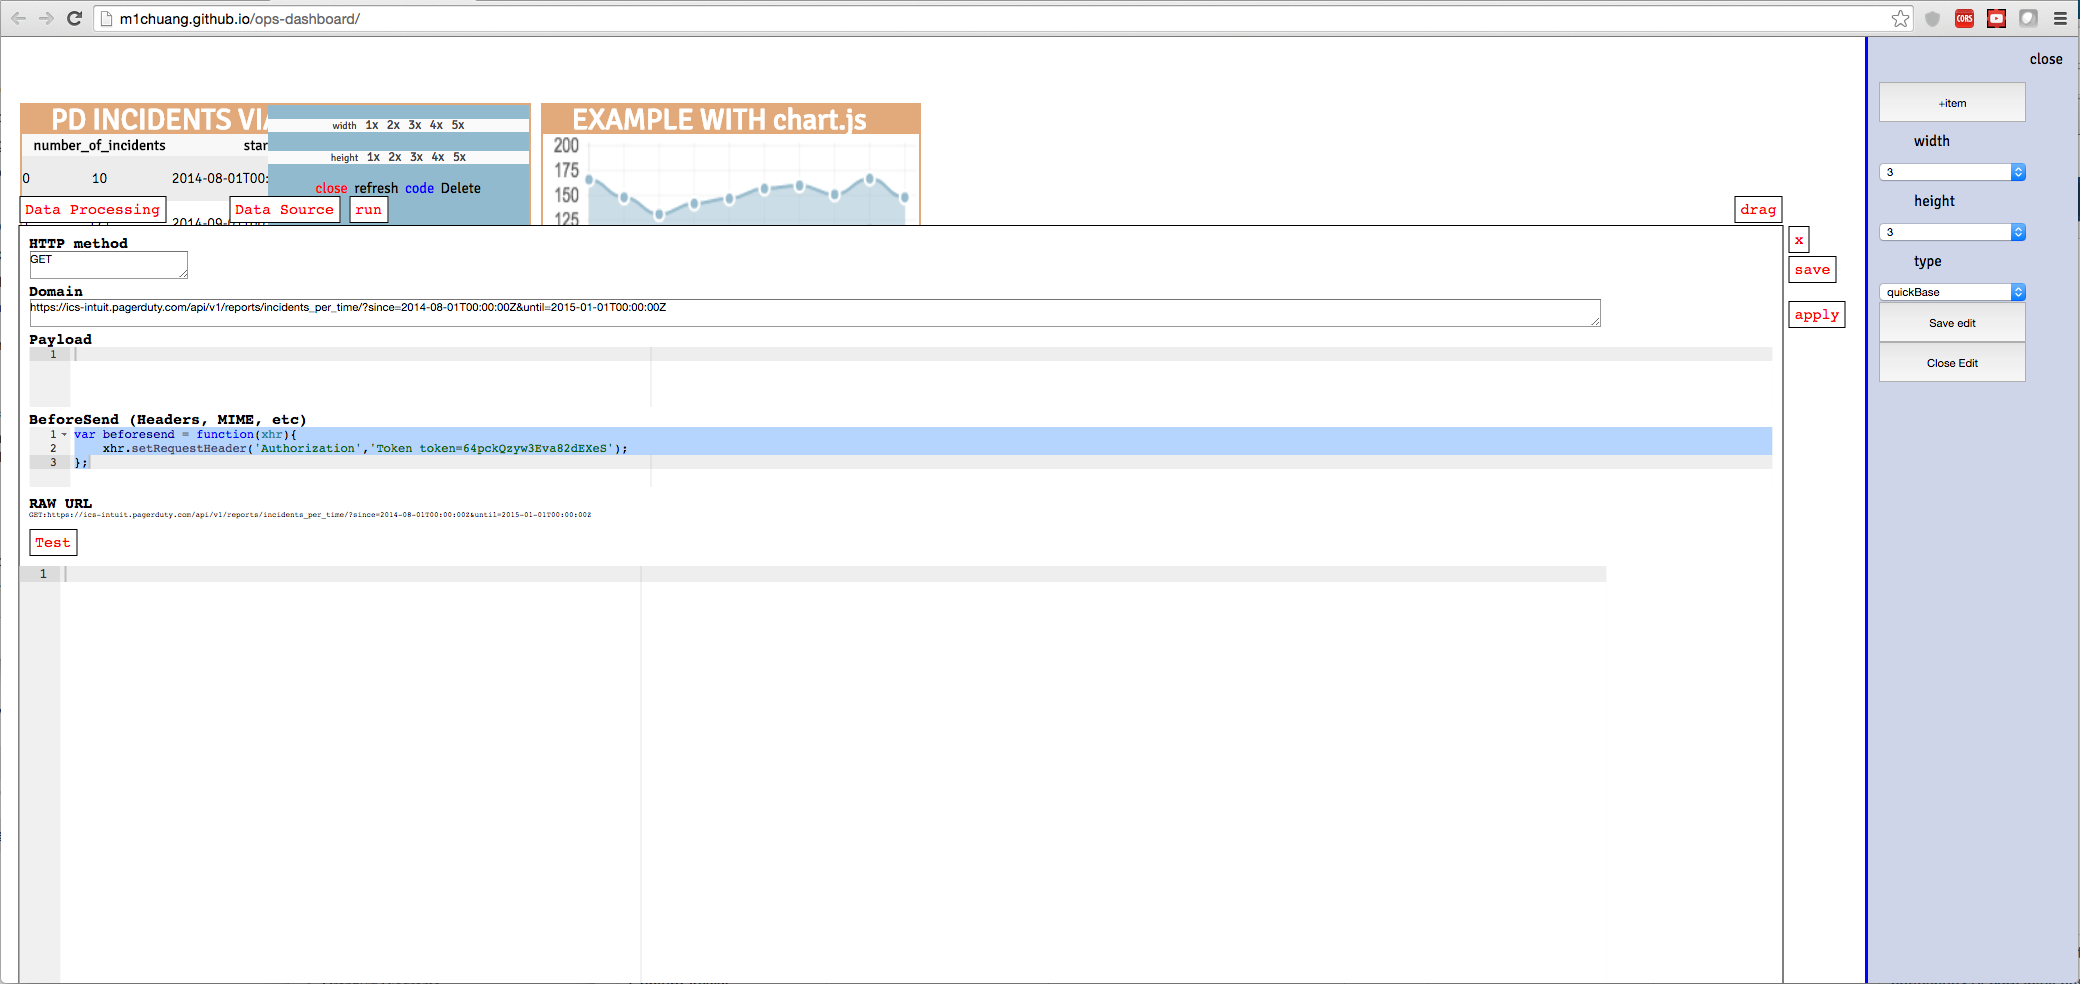 m1chuang.github.io/ops-dashboard/
CORS
close
+item
width
3
height
3
type
quickBase
Save edit
Close Edit
PD INCIDENTS VI
number_of_incidents star
0 10 2014-08-01T00:
width 1x 2x 3x 4x 5x
height 1x 2x 3x 4x 5x
close refresh code Delete
EXAMPLE WITH chart.js
200
175
150
125
Data Processing
Data Source
run
drag
x
save
apply
HTTP method
GET
Domain
https://ics-intuit.pagerduty.com/api/v1/reports/incidents_per_time/?since=2014-08-01T00:00:00Z&until=2015-01-01T00:00:00Z
Payload
1
BeforeSend (Headers, MIME, etc)
1 var beforesend = function(xhr){
2 xhr.setRequestHeader('Authorization','Token token=64pckQzyw3Eva82dEXeS');
3 };
RAW URL
GET:https://ics-intuit.pagerduty.com/api/v1/reports/incidents_per_time/?since=2014-08-01T00:00:00Z&until=2015-01-01T00:00:00Z
Test
1